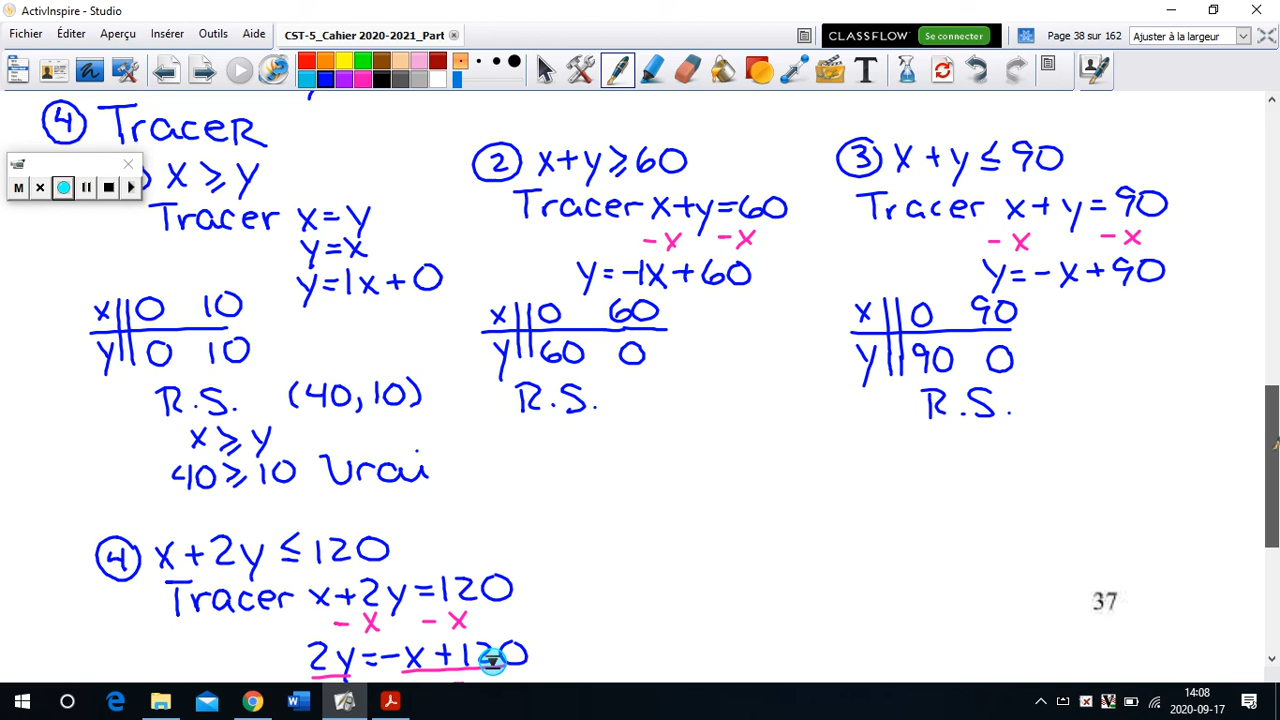 ActivInspire - Studio
Fichier Éditer Aperçu Insérer Outils Aide
CST-5_Cahier 2020-2021_Part
CLASSFLOW Se connecter
Page 38 sur 162
Ajuster à la largeur
④ Tracer
x ≥ y
Tracer x = y
y = x
y = 1x + 0
x || 0 10
y || 0 10
R.S. (40, 10)
x ≥ y
40 ≥ 10 Vrai
② x + y ≥ 60
Tracer x + y = 60
- x - x
y = -1x + 60
x || 0 60
y || 60 0
R.S.
③ x + y ≤ 90
Tracer x + y = 90
- x - x
y = - x + 90
x || 0 90
y || 90 0
R.S.
④ x + 2y ≤ 120
Tracer x + 2y = 120
- x - x
2y = - x + 120
37
14:08
2020-09-17